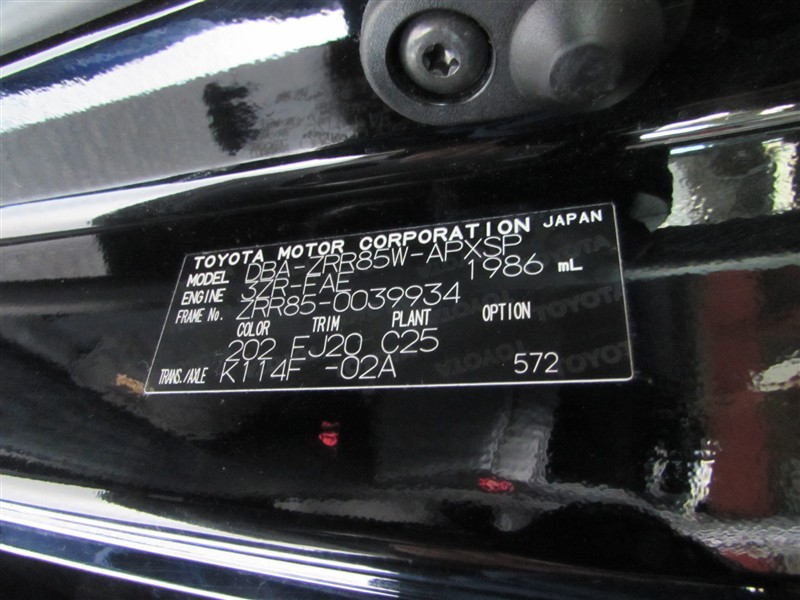 TOYOTA MOTOR CORPORATION JAPAN
MODEL DBA-ZRR85W-APXSP
ENGINE 3ZR-FAE 1986 mL
FRAME No. ZRR85-0039934
COLOR TRIM PLANT OPTION
202 FJ20 C25
TRANS./AXLE K114F -02A 572